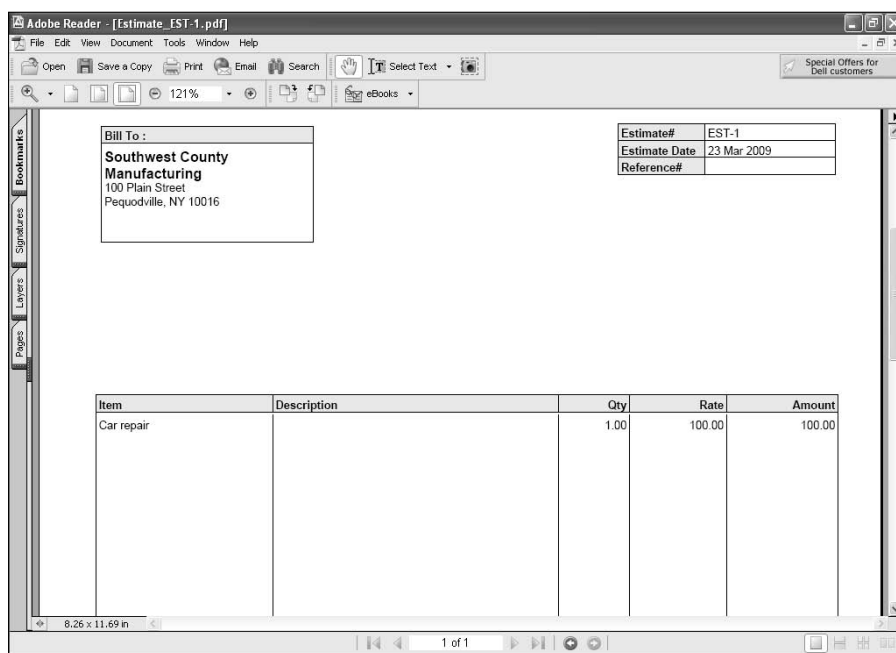 Adobe Reader - [Estimate_EST-1.pdf]
File Edit View Document Tools Window Help
Open Save a Copy Print Email Search Select Text Special Offers for Dell customers
121% eBooks
Bookmarks
Signatures
Layers
Pages
Bill To :
Southwest County
Manufacturing
100 Plain Street
Pequodville, NY 10016
Estimate# EST-1
Estimate Date 23 Mar 2009
Reference#
Item Description Qty Rate Amount
Car repair 1.00 100.00 100.00
8.26 x 11.69 in
1 of 1